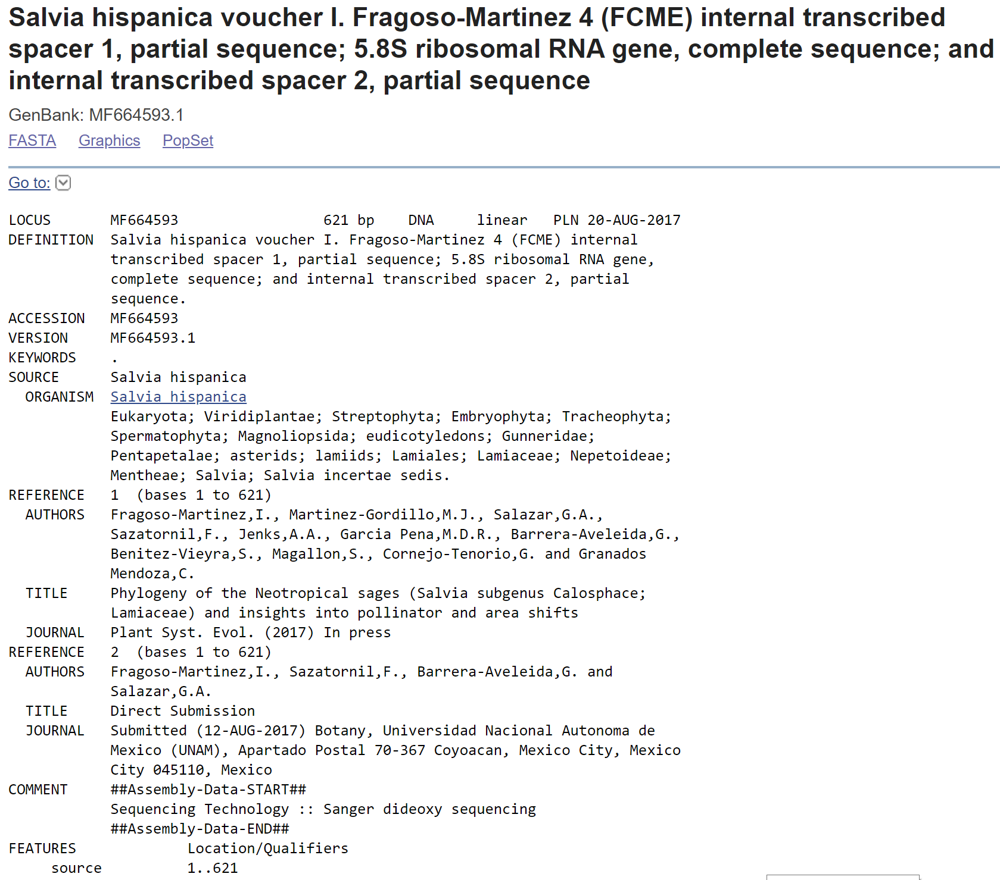 Salvia hispanica voucher I. Fragoso-Martinez 4 (FCME) internal transcribed
spacer 1, partial sequence; 5.8S ribosomal RNA gene, complete sequence; and
internal transcribed spacer 2, partial sequence
GenBank: MF664593.1
FASTA Graphics PopSet
Go to:
LOCUS MF664593 621 bp DNA linear PLN 20-AUG-2017
DEFINITION Salvia hispanica voucher I. Fragoso-Martinez 4 (FCME) internal
transcribed spacer 1, partial sequence; 5.8S ribosomal RNA gene,
complete sequence; and internal transcribed spacer 2, partial
sequence.
ACCESSION MF664593
VERSION MF664593.1
KEYWORDS .
SOURCE Salvia hispanica
ORGANISM Salvia hispanica
Eukaryota; Viridiplantae; Streptophyta; Embryophyta; Tracheophyta;
Spermatophyta; Magnoliopsida; eudicotyledons; Gunneridae;
Pentapetalae; asterids; lamiids; Lamiales; Lamiaceae; Nepetoideae;
Mentheae; Salvia; Salvia incertae sedis.
REFERENCE 1 (bases 1 to 621)
AUTHORS Fragoso-Martinez,I., Martinez-Gordillo,M.J., Salazar,G.A.,
Sazatornil,F., Jenks,A.A., Garcia Pena,M.D.R., Barrera-Aveleida,G.,
Benitez-Vieyra,S., Magallon,S., Cornejo-Tenorio,G. and Granados
Mendoza,C.
TITLE Phylogeny of the Neotropical sages (Salvia subgenus Calosphace;
Lamiaceae) and insights into pollinator and area shifts
JOURNAL Plant Syst. Evol. (2017) In press
REFERENCE 2 (bases 1 to 621)
AUTHORS Fragoso-Martinez,I., Sazatornil,F., Barrera-Aveleida,G. and
Salazar,G.A.
TITLE Direct Submission
JOURNAL Submitted (12-AUG-2017) Botany, Universidad Nacional Autonoma de
Mexico (UNAM), Apartado Postal 70-367 Coyoacan, Mexico City, Mexico
City 045110, Mexico
COMMENT ##Assembly-Data-START##
Sequencing Technology :: Sanger dideoxy sequencing
##Assembly-Data-END##
FEATURES Location/Qualifiers
source 1..621